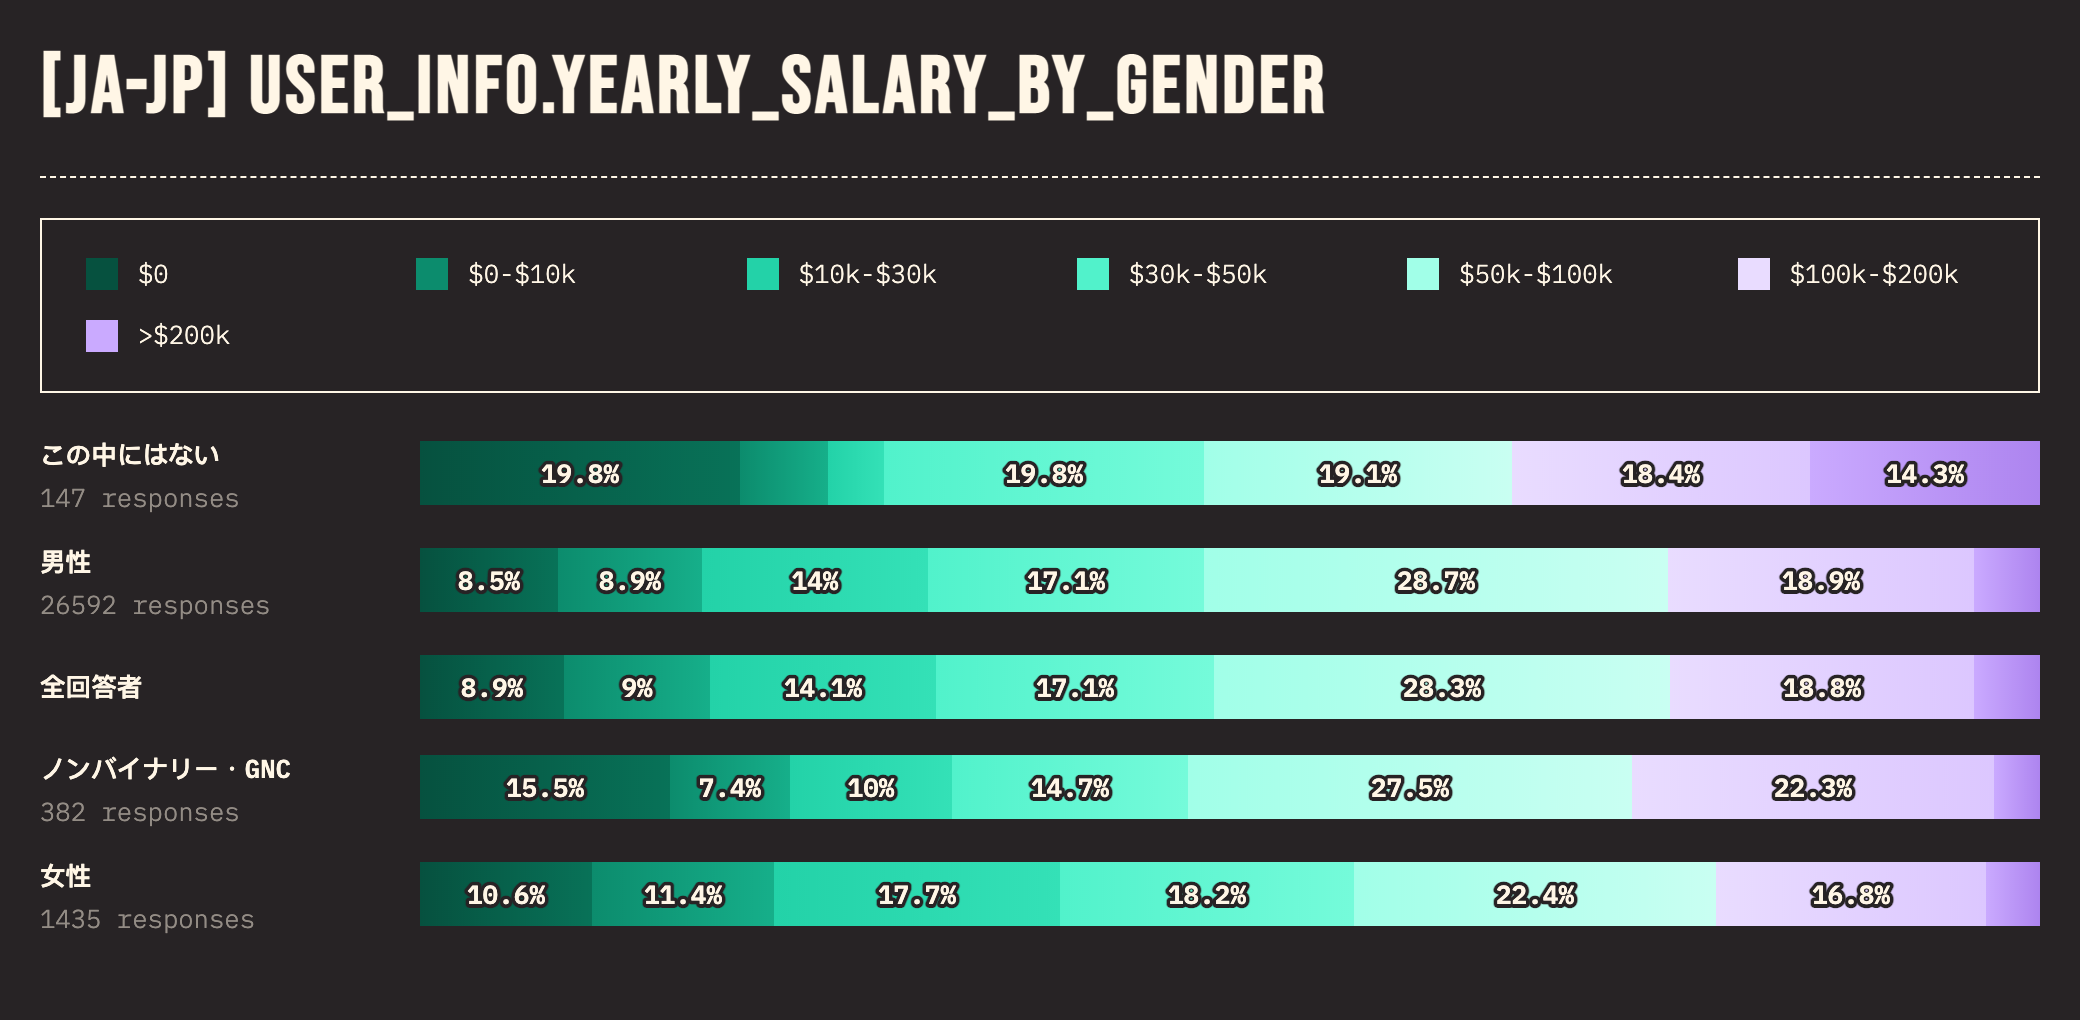 [JA-JP] USER_INFO.YEARLY_SALARY_BY_GENDER
$0 $0-$10k $10k-$30k $30k-$50k $50k-$100k $100k-$200k
>$200k
この中にはない
147 responses
19.8% 19.8% 19.1% 18.4% 14.3%
男性
26592 responses
8.5% 8.9% 14% 17.1% 28.7% 18.9%
全回答者
8.9% 9% 14.1% 17.1% 28.3% 18.8%
ノンバイナリー・GNC
382 responses
15.5% 7.4% 10% 14.7% 27.5% 22.3%
女性
1435 responses
10.6% 11.4% 17.7% 18.2% 22.4% 16.8%